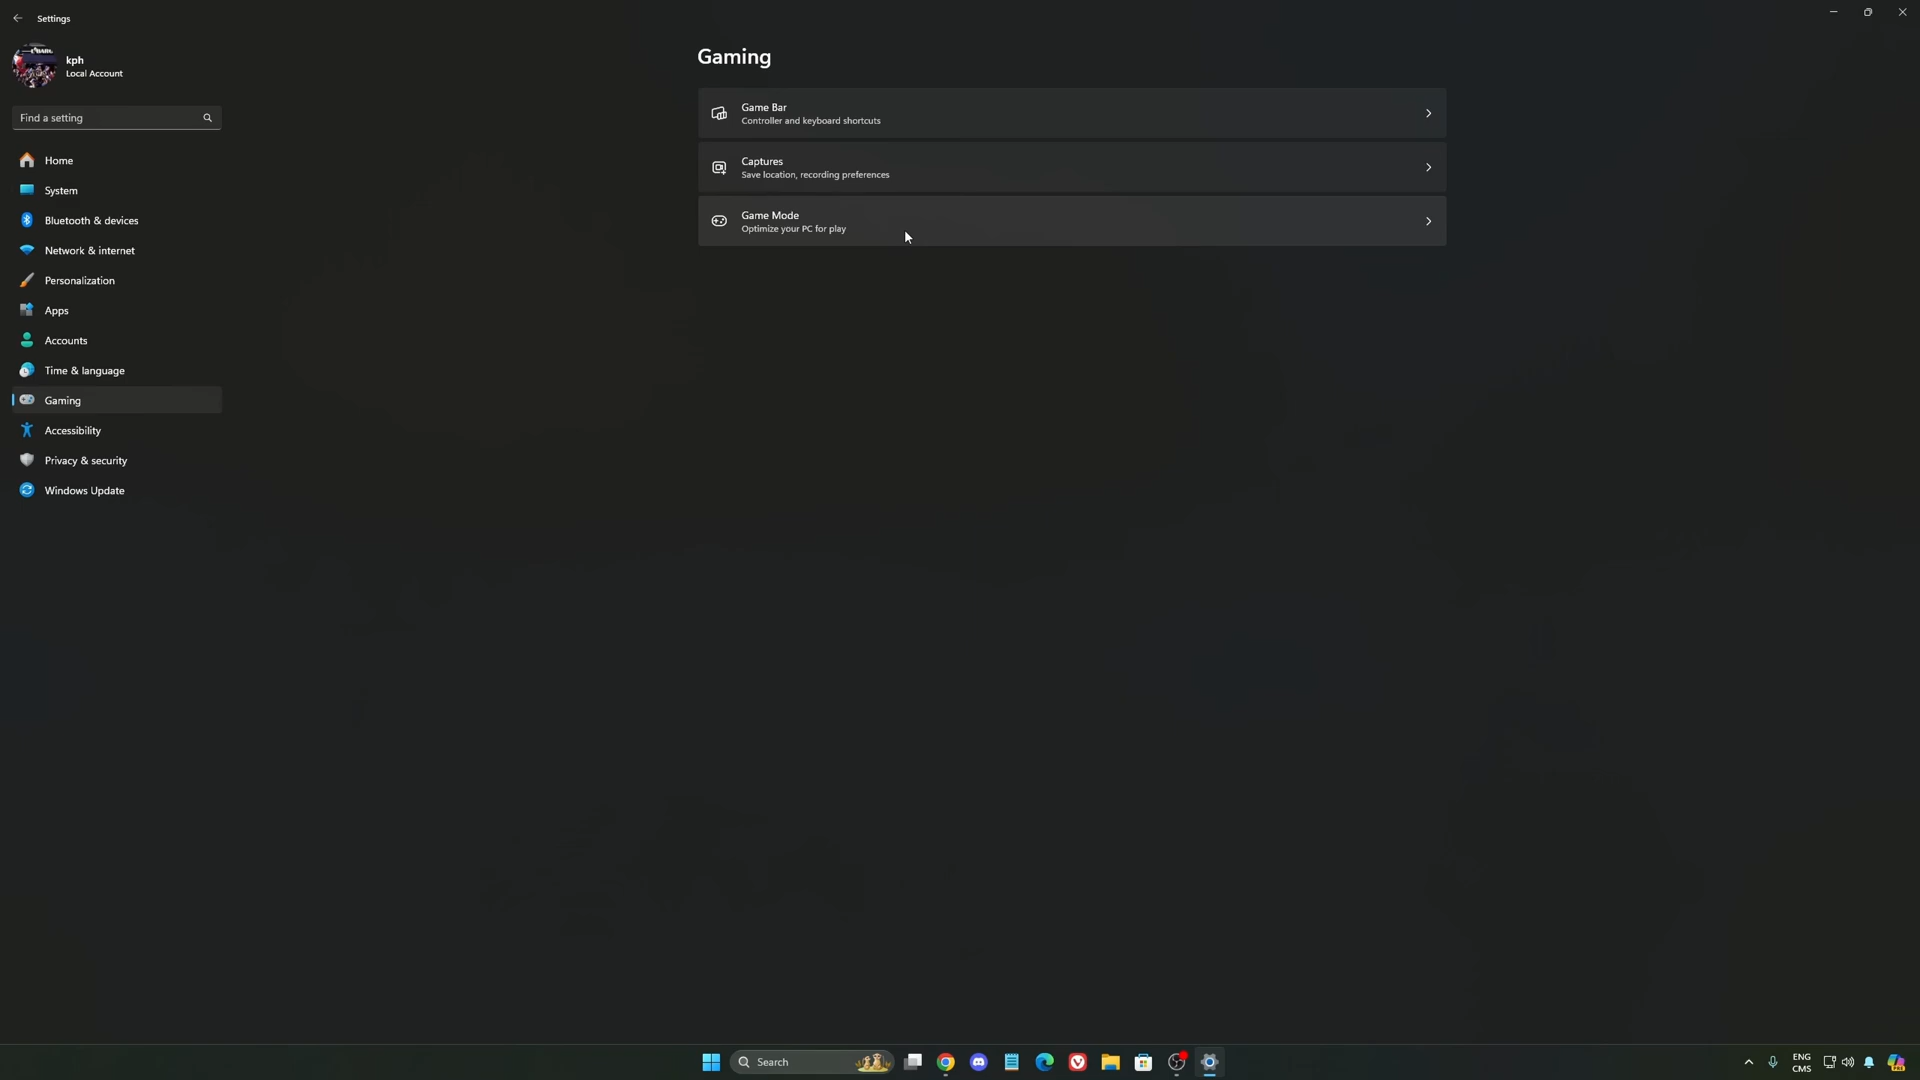 Settings
kph
Local Account
Find a setting
Home
System
Bluetooth & devices
Network & internet
Personalization
Apps
Accounts
Time & language
Gaming
Accessibility
Privacy & security
Windows Update
Gaming
Game Bar
Controller and keyboard shortcuts
Captures
Save location, recording preferences
Game Mode
Optimize your PC for play
Search
ENG
CMS